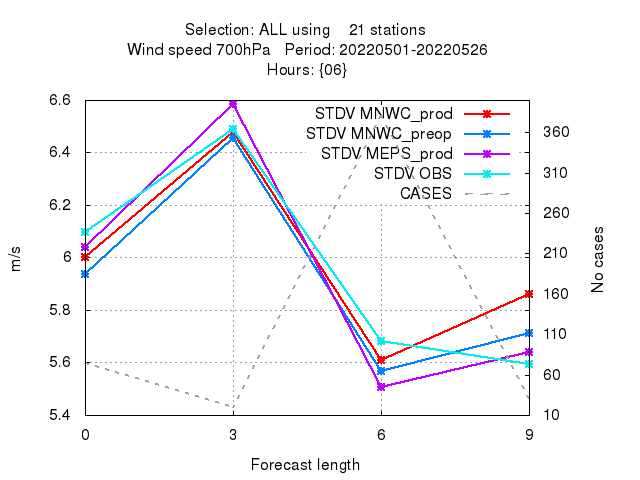 Selection: ALL using 21 stations
Wind speed 700hPa Period: 20220501-20220526
Hours: {06}
STDV MNWC_prod
STDV MNWC_preop
STDV MEPS_prod
STDV OBS
CASES
6.6
6.4
6.2
6
5.8
5.6
5.4
m/s
360
310
260
210
160
110
60
10
No cases
0 3 6 9
Forecast length